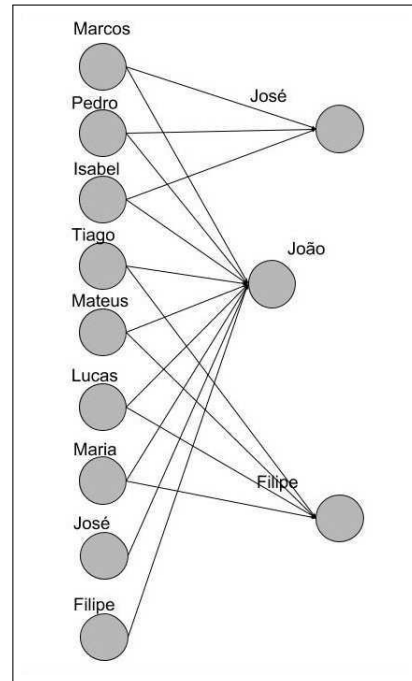 Marcos
Pedro
José
Isabel
Tiago
João
Mateus
Lucas
Maria
Filipe
José
Filipe